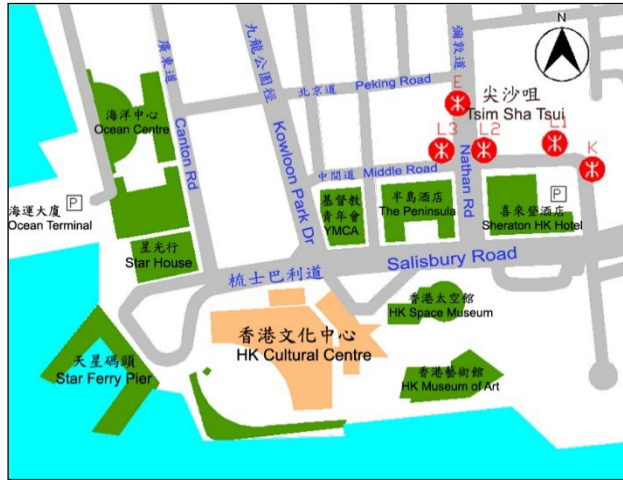 N
尖沙咀
Tsim Sha Tsui
E
L3
L2
L1
K
彌敦道
Nathan Rd
九龍公園徑
Kowloon Park Dr
廣東道
Canton Rd
北京道 Peking Road
中間道 Middle Road
海洋中心
Ocean Centre
P
海運大廈
Ocean Terminal
星光行
Star House
基督教
青年會
YMCA
半島酒店
The Peninsula
P
喜來登酒店
Sheraton HK Hotel
梳士巴利道 Salisbury Road
香港太空館
HK Space Museum
香港文化中心
HK Cultural Centre
天星碼頭
Star Ferry Pier
香港藝術館
HK Museum of Art